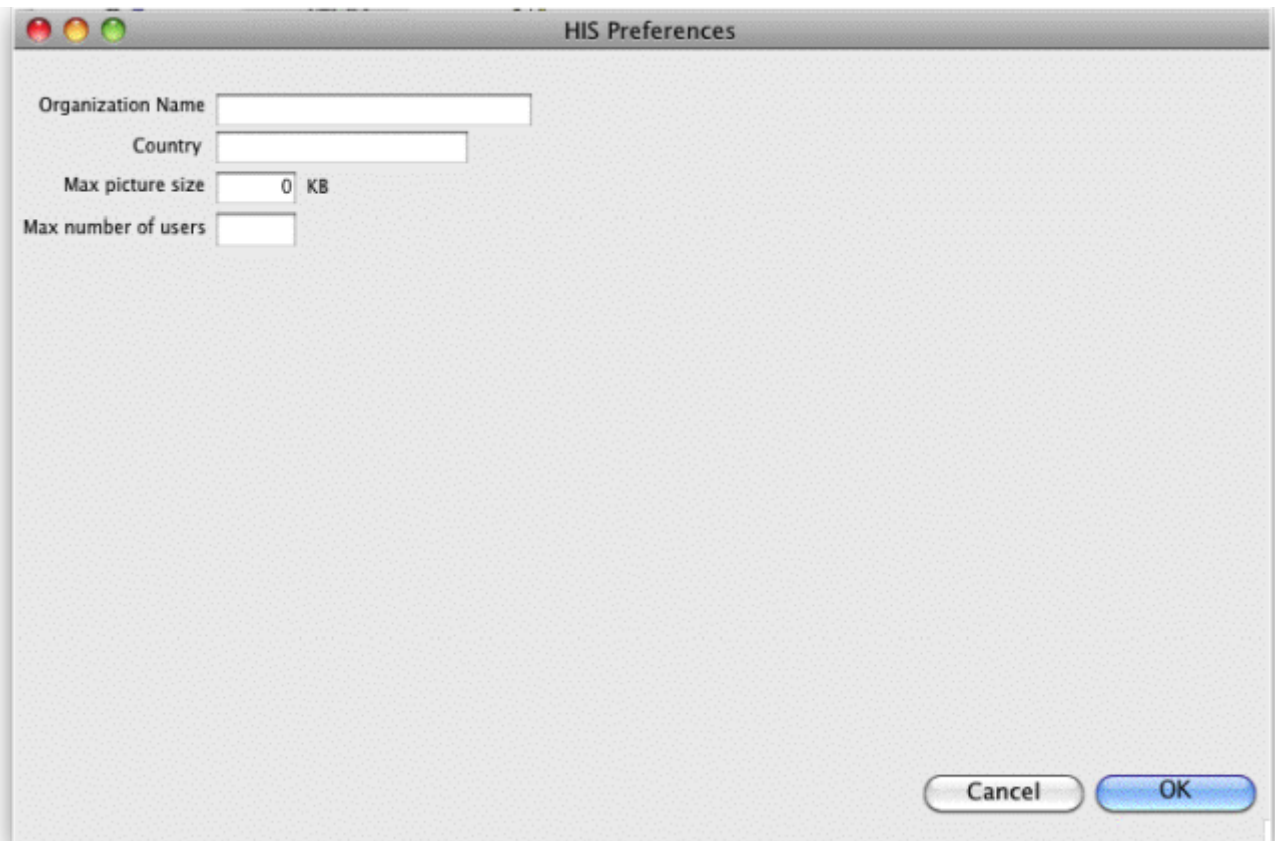 HIS Preferences
Organization Name
Country
Max picture size 0 KB
Max number of users
Cancel OK